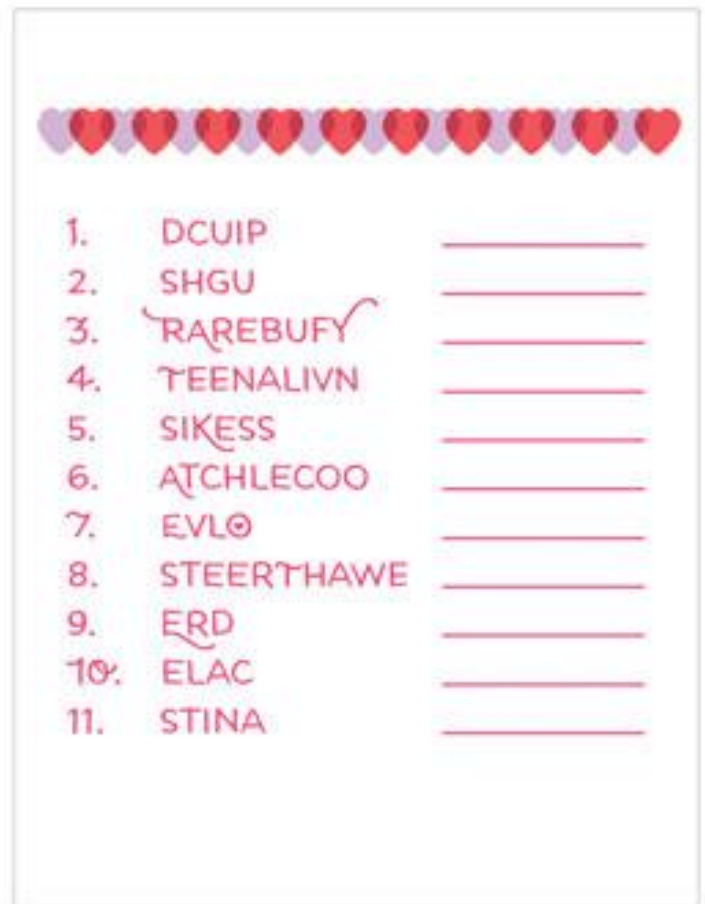 1. DCUIP
2. SHGU
3. RAREBUFY
4. TEENALIVN
5. SIKESS
6. ATCHLECOO
7. EVLO
8. STEERTHAWE
9. ERD
10. ELAC
11. STINA